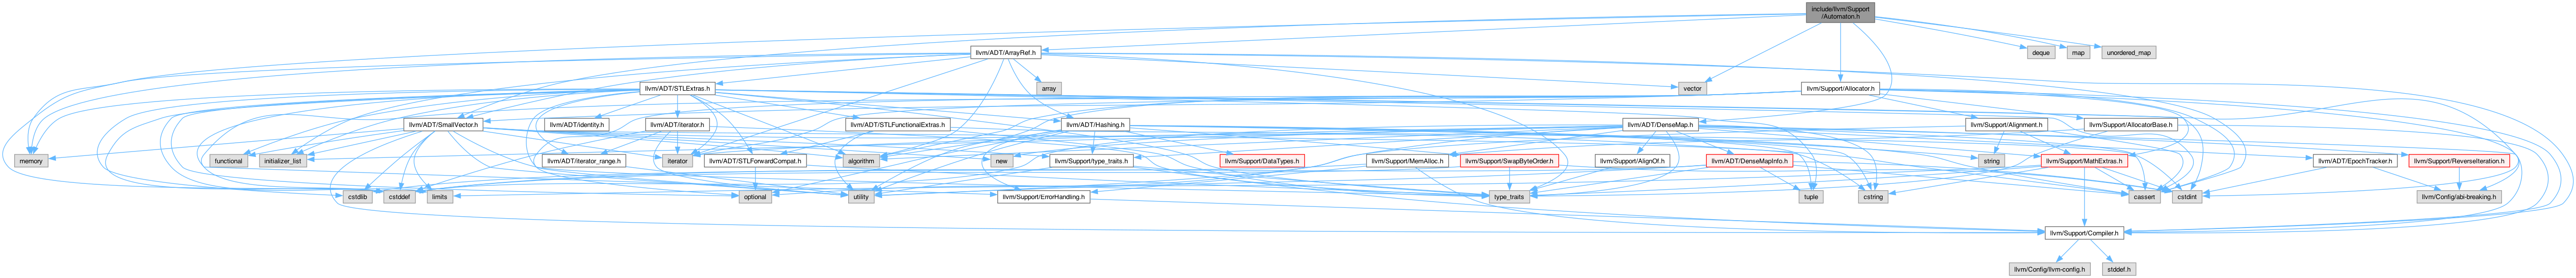 include/llvm/Support
/Automaton.h
llvm/ADT/ArrayRef.h
deque
map
unordered_map
llvm/ADT/STLExtras.h
array
vector
llvm/Support/Allocator.h
llvm/ADT/SmallVector.h
llvm/ADT/identity.h
llvm/ADT/iterator.h
llvm/ADT/STLFunctionalExtras.h
llvm/ADT/Hashing.h
llvm/ADT/DenseMap.h
llvm/Support/Alignment.h
llvm/Support/AllocatorBase.h
memory
functional
initializer_list
llvm/ADT/iterator_range.h
iterator
llvm/ADT/STLForwardCompat.h
algorithm
new
llvm/Support/type_traits.h
llvm/Support/DataTypes.h
llvm/Support/MemAlloc.h
llvm/Support/SwapByteOrder.h
llvm/Support/AlignOf.h
llvm/ADT/DenseMapInfo.h
string
llvm/Support/MathExtras.h
llvm/ADT/EpochTracker.h
llvm/Support/ReverseIteration.h
cstdlib
cstddef
limits
optional
utility
llvm/Support/ErrorHandling.h
type_traits
tuple
cstring
cassert
cstdint
llvm/Config/abi-breaking.h
llvm/Support/Compiler.h
llvm/Config/llvm-config.h
stddef.h